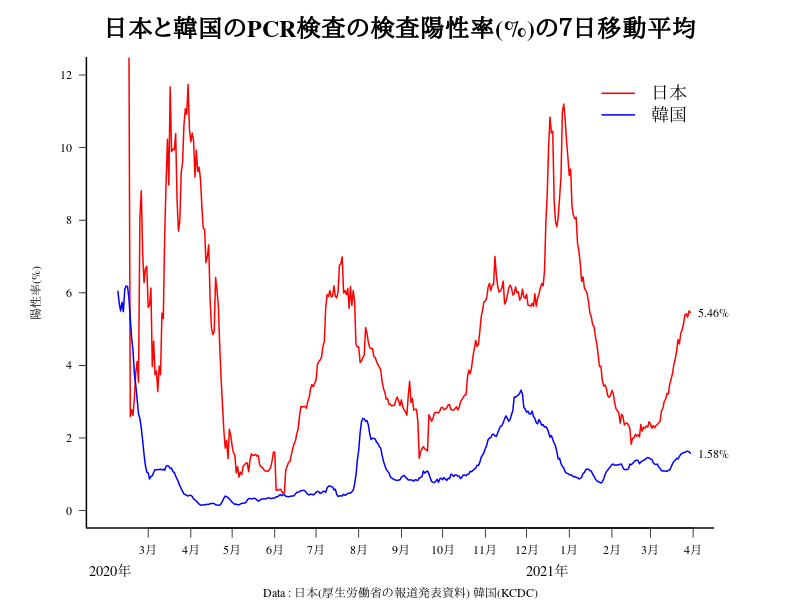 日本と韓国のPCR検査の検査陽性率(%)の7日移動平均
日本
韓国
陽性率(%)
12
10
8
6
4
2
0
5.46%
1.58%
3月 4月 5月 6月 7月 8月 9月 10月 11月 12月 1月 2月 3月 4月
2020年 2021年
Data : 日本(厚生労働省の報道発表資料) 韓国(KCDC)